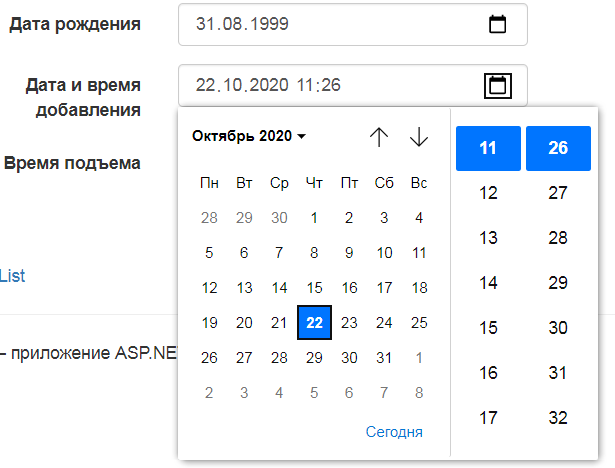 Дата рождения 31.08.1999
Дата и время добавления 22.10.2020 11:26
Время подъема
Октябрь 2020
Пн Вт Ср Чт Пт Сб Вс
28 29 30 1 2 3 4
5 6 7 8 9 10 11
12 13 14 15 16 17 18
19 20 21 22 23 24 25
26 27 28 29 30 31 1
2 3 4 5 6 7 8
Сегодня
11 26
12 27
13 28
14 29
15 30
16 31
17 32
List
– приложение ASP.NE